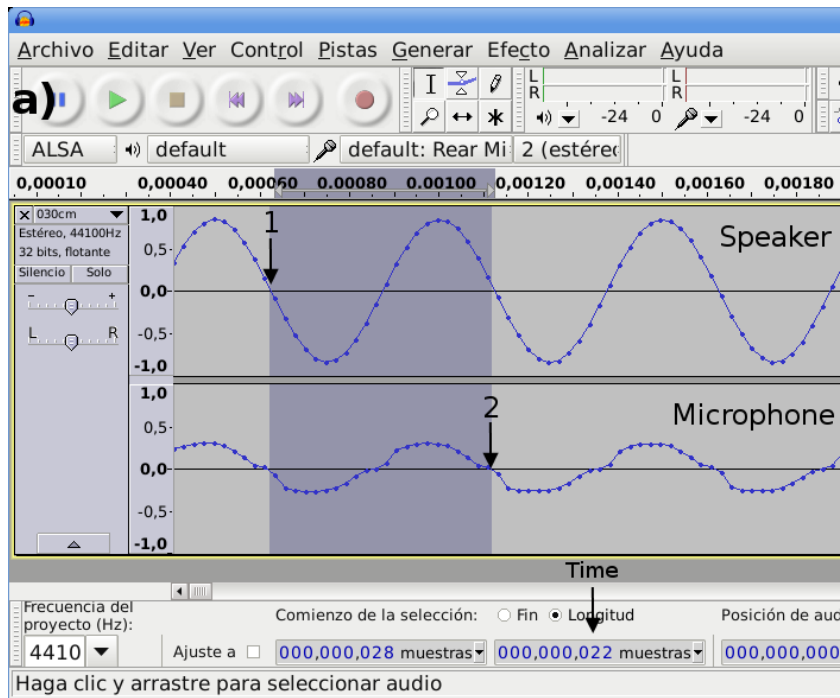 Archivo Editar Ver Control Pistas Generar Efecto Analizar Ayuda
a)
L
R
-24 0
L
R
-24 0
ALSA default default: Rear Mi 2 (estérec
0,00010 0,00040 0,00060 0,00080 0,00100 0,00120 0,00140 0,00160 0,00180
030cm
Estéreo, 44100Hz
32 bits, flotante
Silencio Solo
- +
L R
1,0
0,5-
0,0-
-0,5-
-1,0
1
Speaker
1,0
0,5-
0,0-
-0,5-
-1,0
2
Microphone
Time
Frecuencia del
proyecto (Hz):
Comienzo de la selección: Fin Longitud Posición de aud
4410 Ajuste a 000,000,028 muestras 000,000,022 muestras 000,000,000
Haga clic y arrastre para seleccionar audio